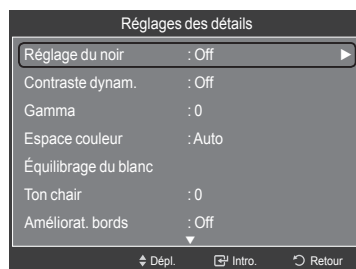 Réglages des détails
Réglage du noir : Off
Contraste dynam. : Off
Gamma : 0
Espace couleur : Auto
Équilibrage du blanc
Ton chair : 0
Améliorat. bords : Off
Dépl. Intro. Retour